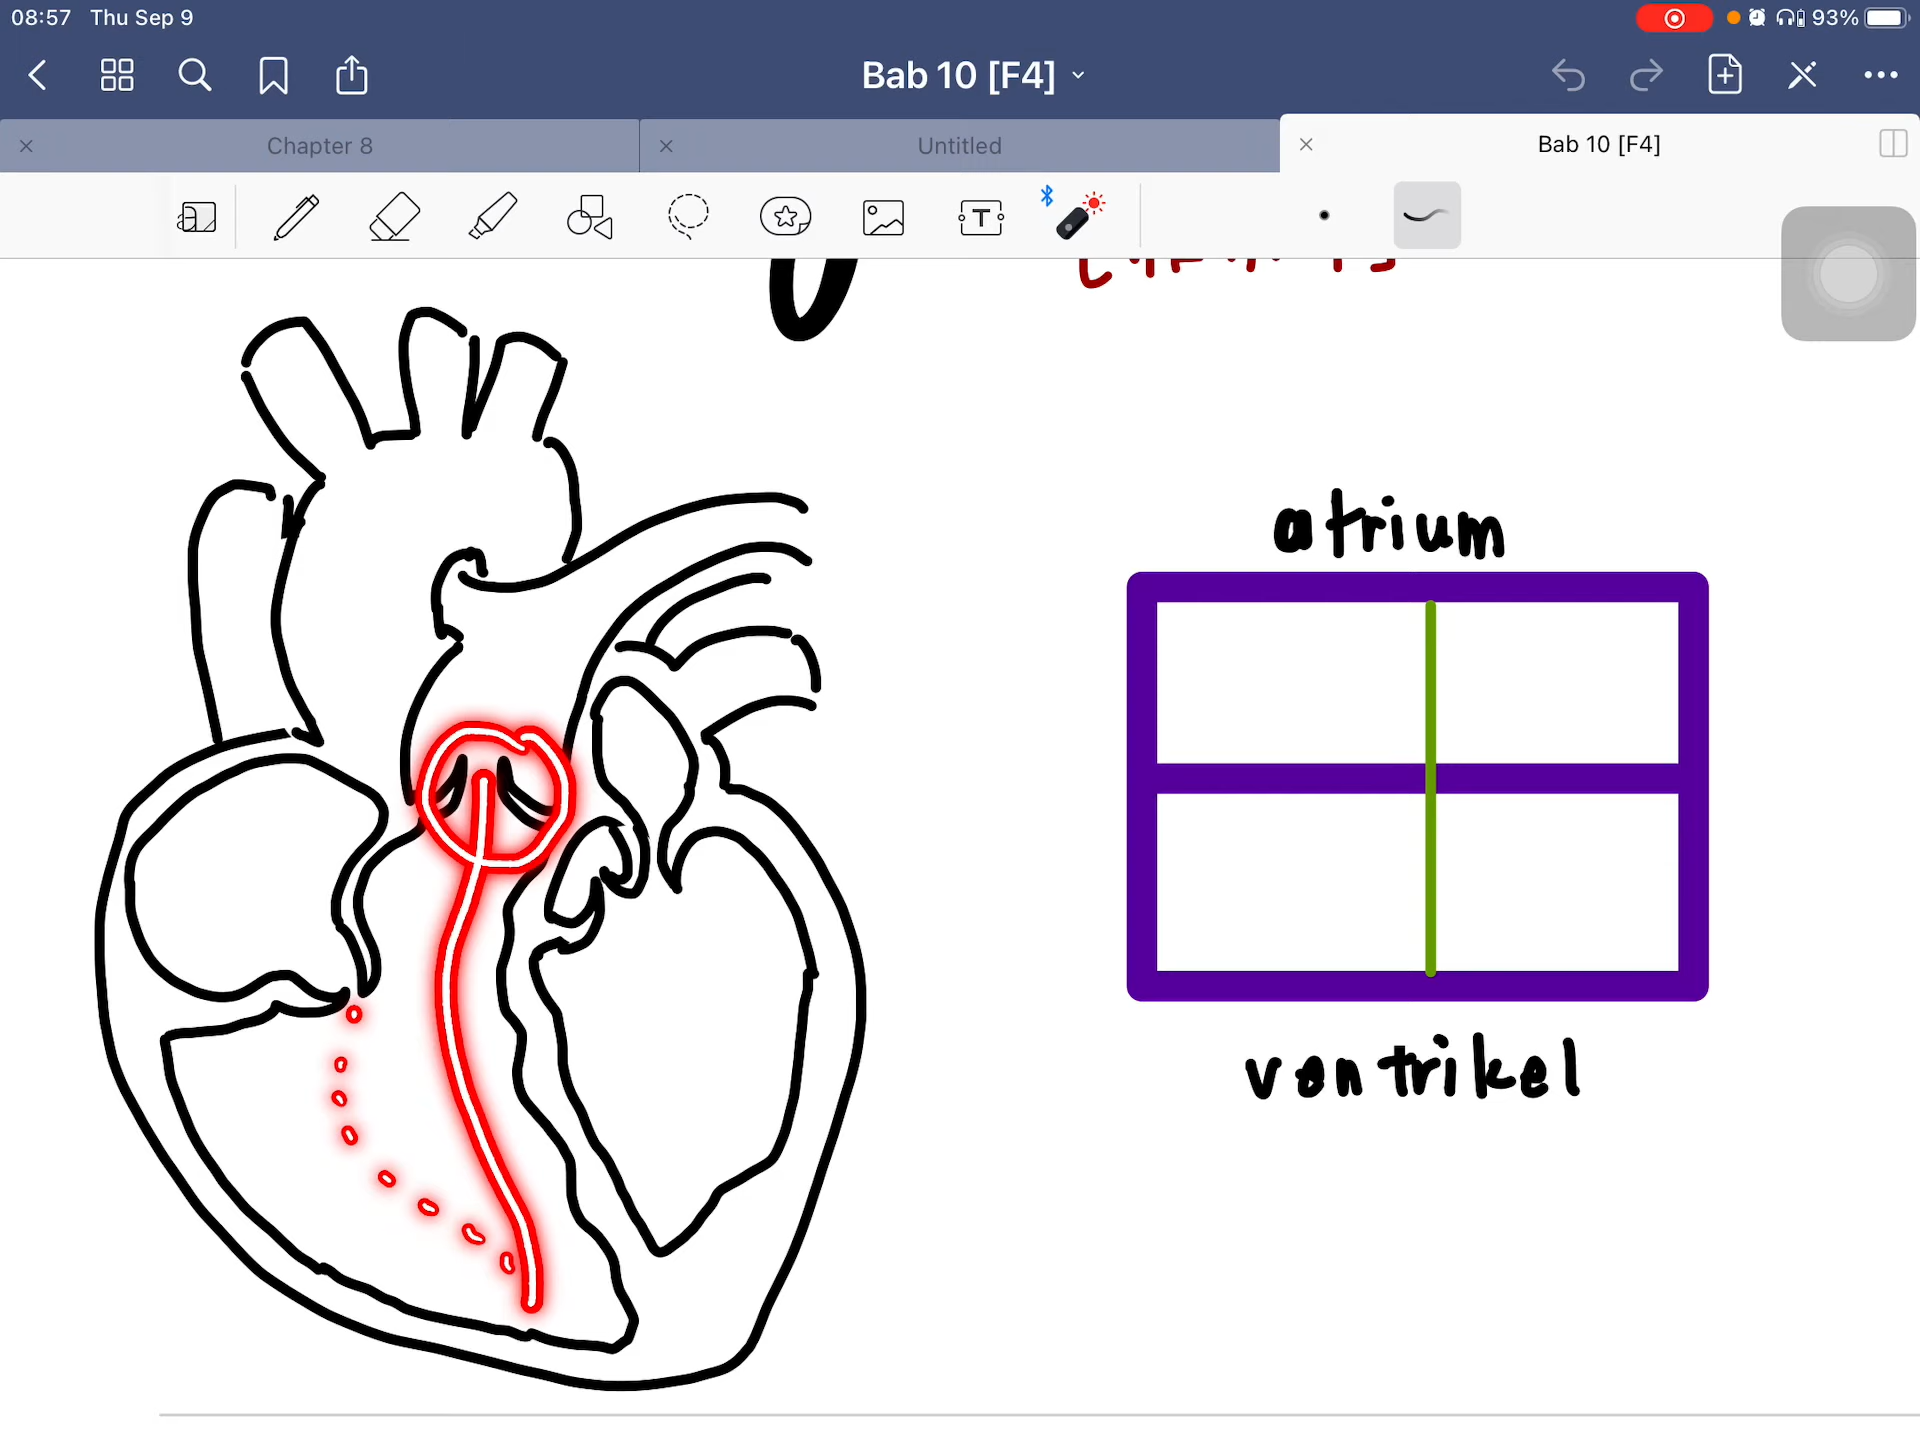 08:57 Thu Sep 9
93%
Bab 10 [F4]
Chapter 8
Untitled
Bab 10 [F4]
atrium
ventrikel